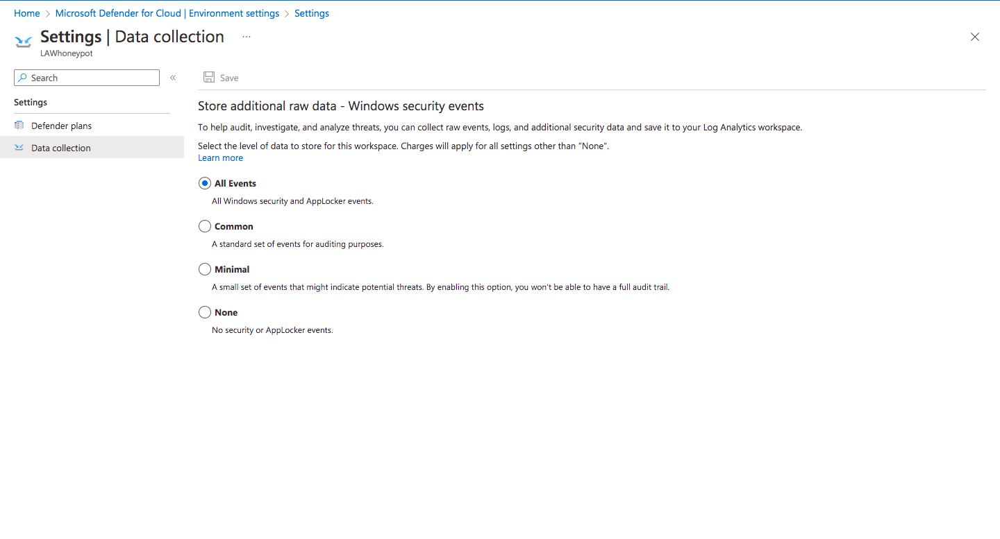 Home > Microsoft Defender for Cloud | Environment settings > Settings
Settings | Data collection ...
LAWhoneypot
Search «
Save
Settings
Defender plans
Data collection
Store additional raw data - Windows security events
To help audit, investigate, and analyze threats, you can collect raw events, logs, and additional security data and save it to your Log Analytics workspace.
Select the level of data to store for this workspace. Charges will apply for all settings other than “None”.
Learn more
All Events
All Windows security and AppLocker events.
Common
A standard set of events for auditing purposes.
Minimal
A small set of events that might indicate potential threats. By enabling this option, you won't be able to have a full audit trail.
None
No security or AppLocker events.